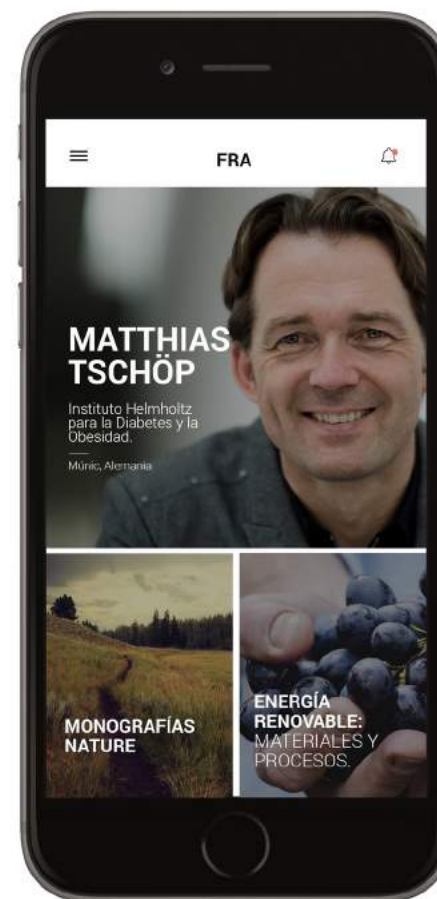 FRA
MATTHIAS
TSCHÖP
Instituto Helmholtz
para la Diabetes y la
Obesidad.
Múnic, Alemania
MONOGRAFÍAS
NATURE
ENERGÍA
RENOVABLE:
MATERIALES Y
PROCESOS.